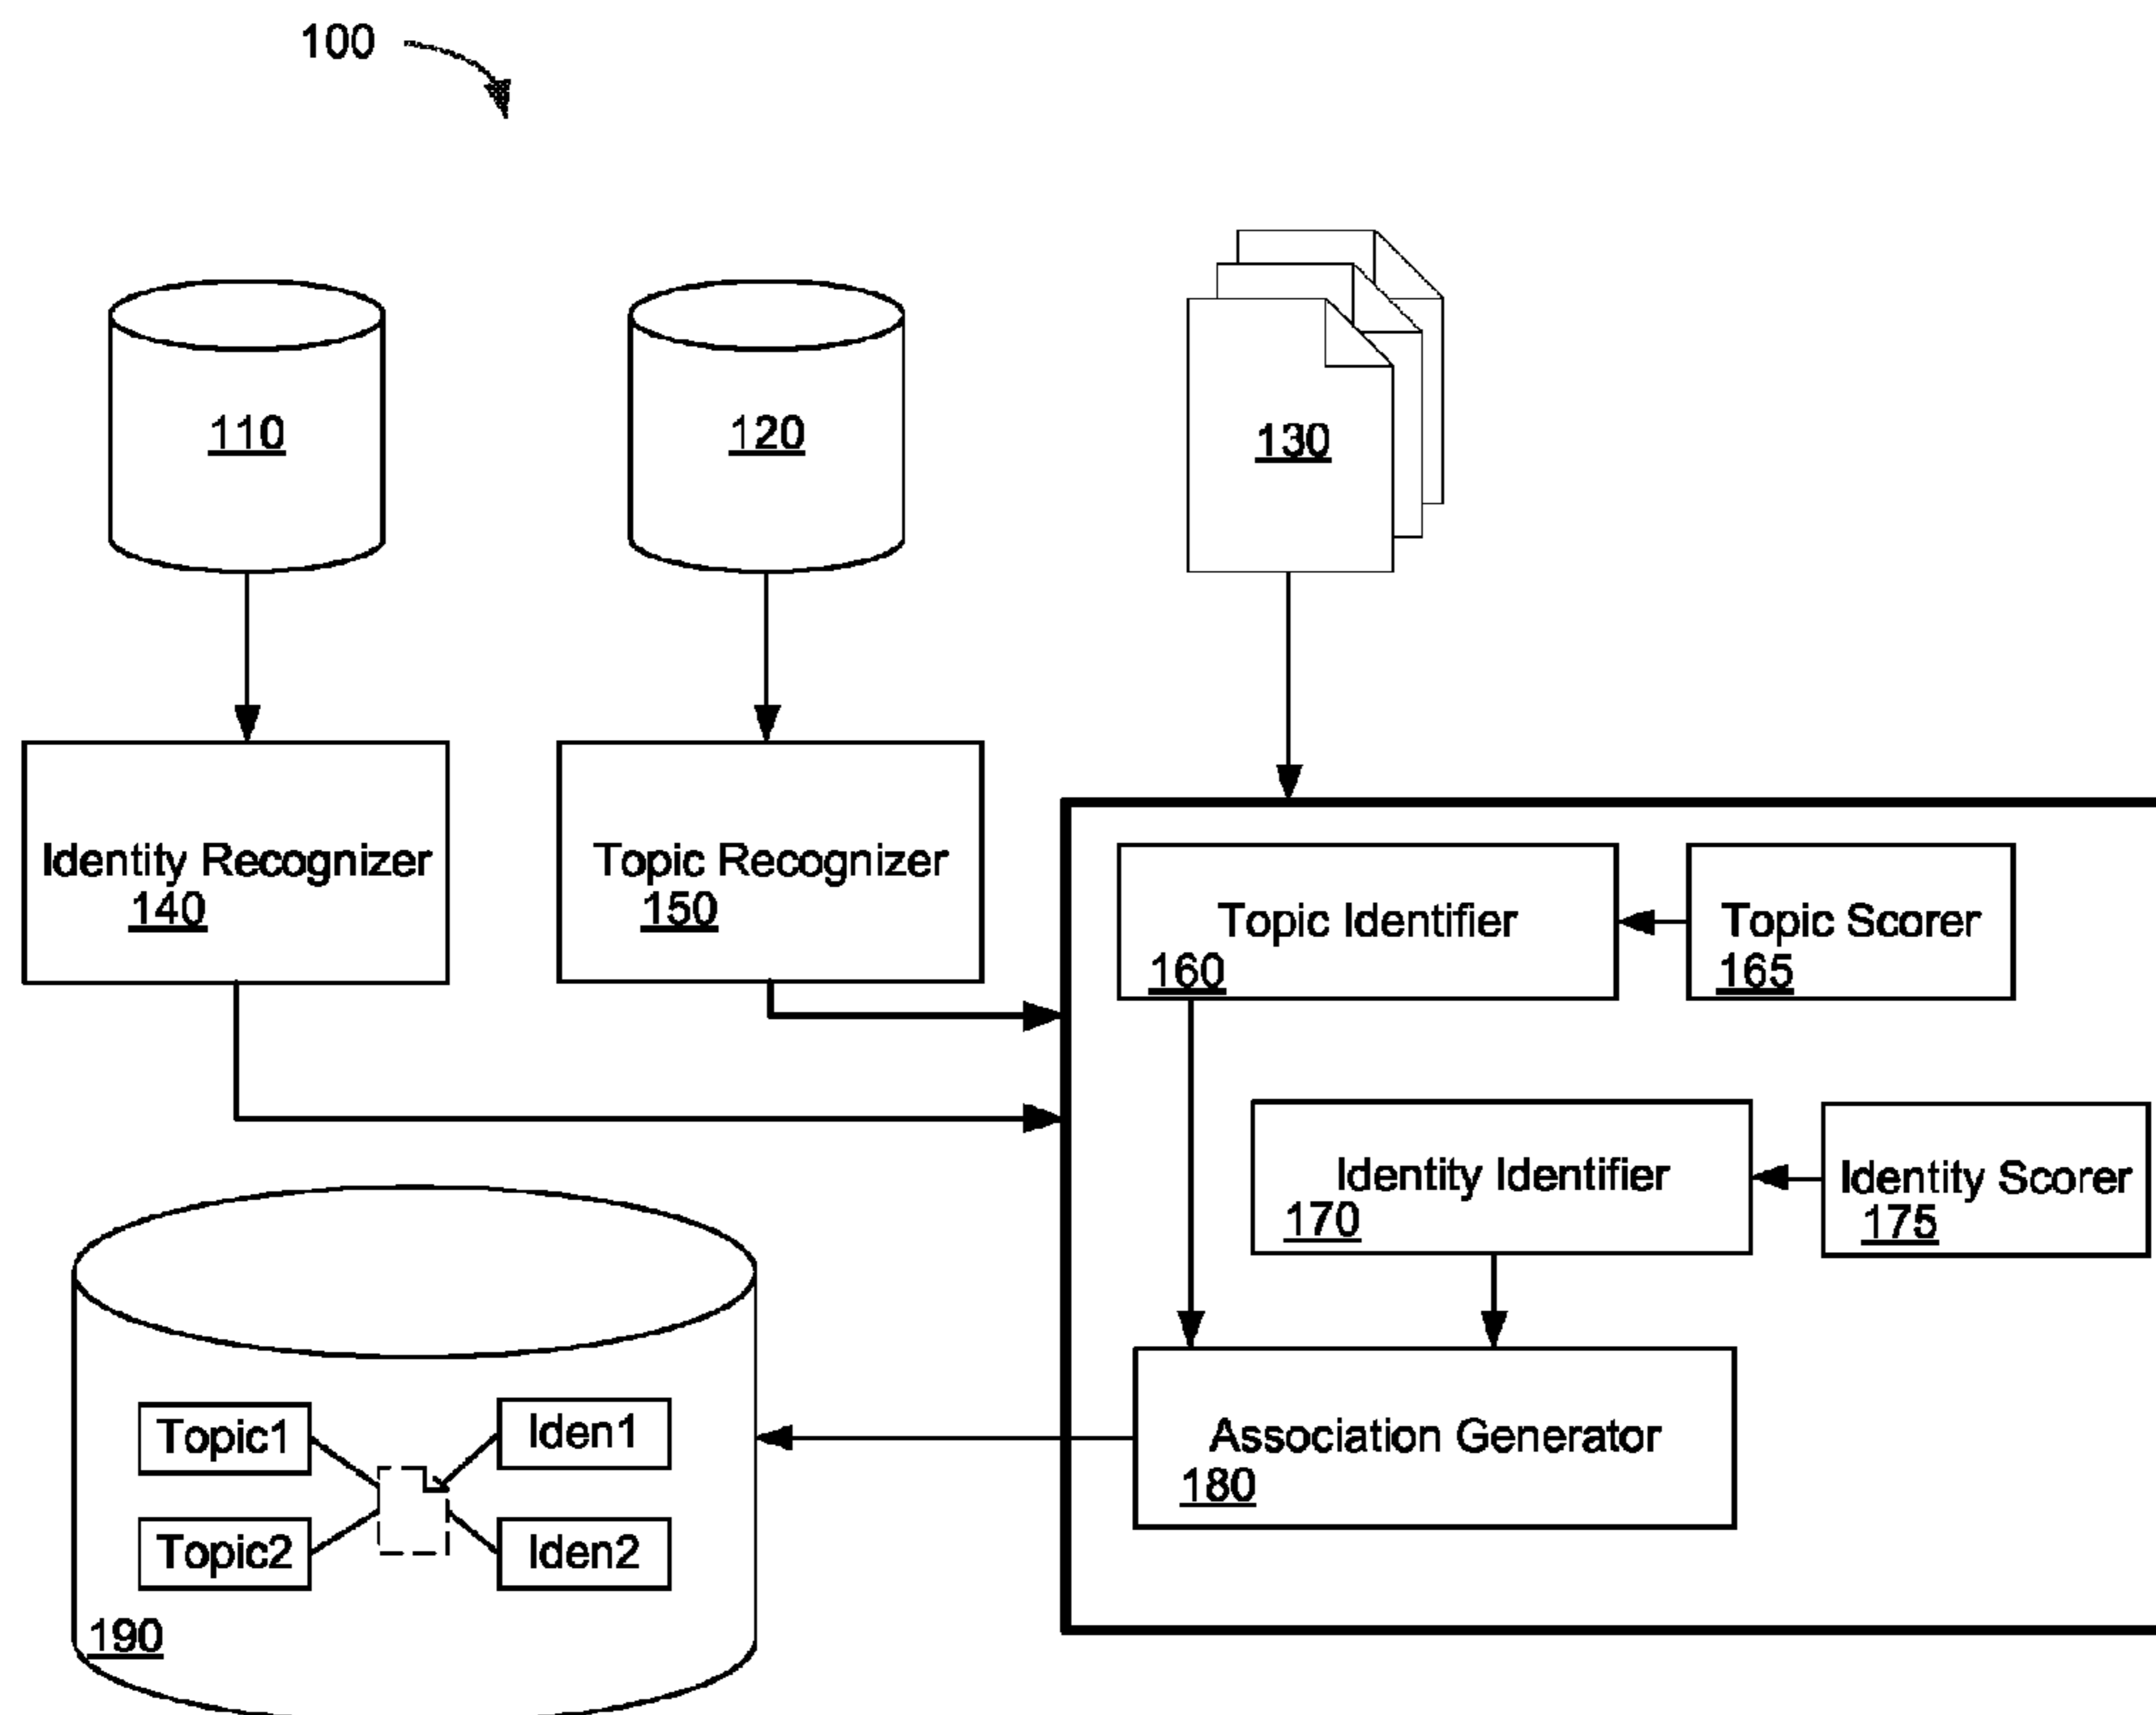 100
110
120
130
Identity Recognizer
140
Topic Recognizer
150
Topic Identifier
160
Topic Scorer
165
Identity Identifier
170
Identity Scorer
175
Association Generator
180
Topic1
Iden1
Topic2
Iden2
190